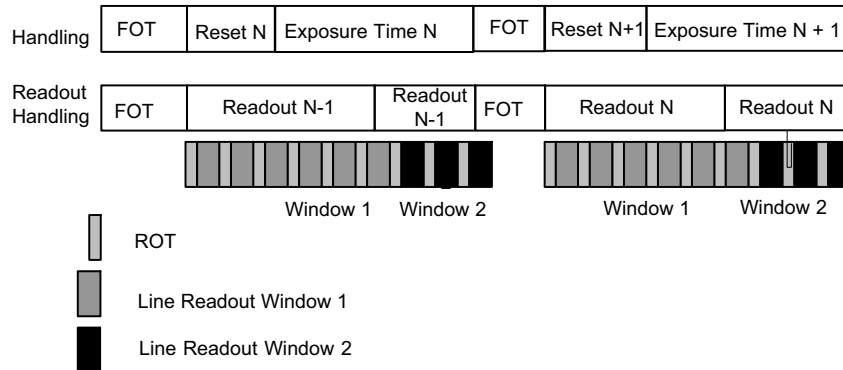 Handling FOT Reset N Exposure Time N FOT Reset N+1 Exposure Time N + 1
Readout
Handling
FOT Readout N-1 Readout
N-1
FOT Readout N Readout N
Window 1 Window 2 Window 1 Window 2
ROT
Line Readout Window 1
Line Readout Window 2